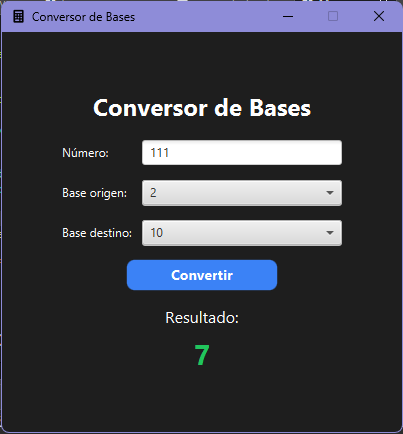 Conversor de Bases
Conversor de Bases
Número: 111
Base origen: 2
Base destino: 10
Convertir
Resultado:
7